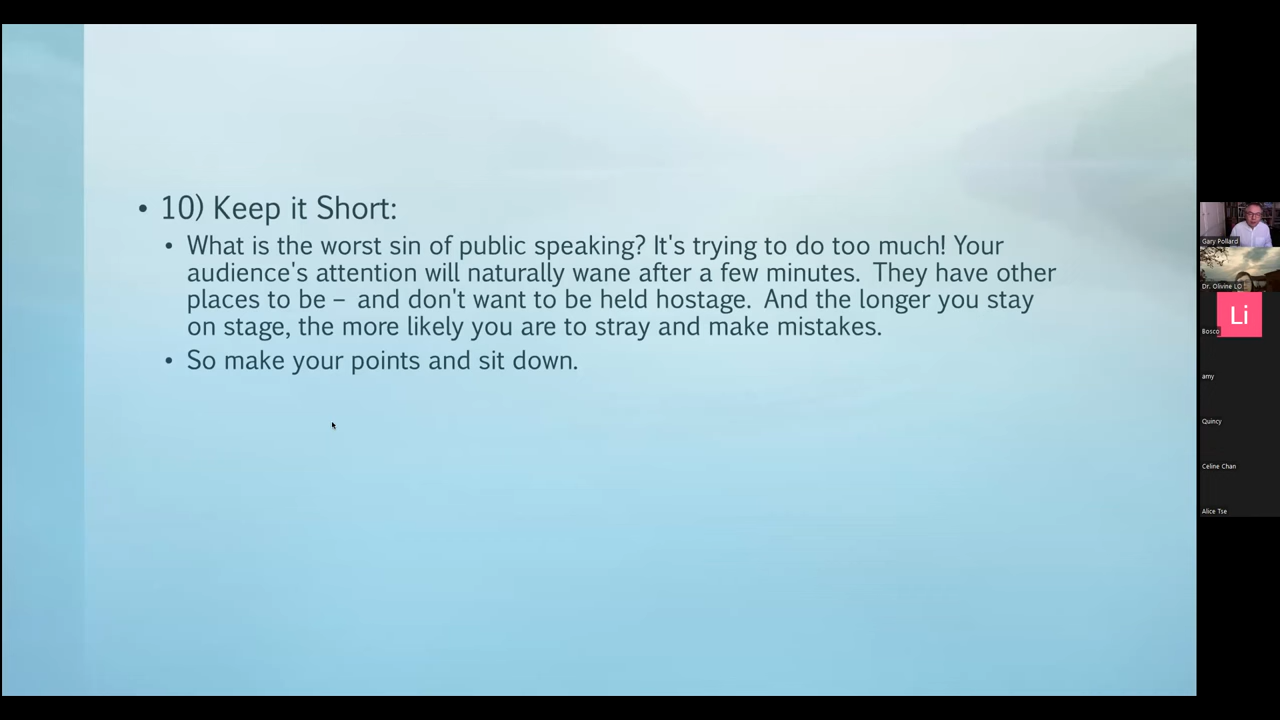 • 10) Keep it Short:
• What is the worst sin of public speaking? It's trying to do too much! Your
audience's attention will naturally wane after a few minutes.  They have other
places to be –  and don't want to be held hostage.  And the longer you stay
on stage, the more likely you are to stray and make mistakes.
• So make your points and sit down.
Gary Pollard
Dr. Olivine LO
Li
Bosco
amy
Quincy
Celine Chan
Alice Tse